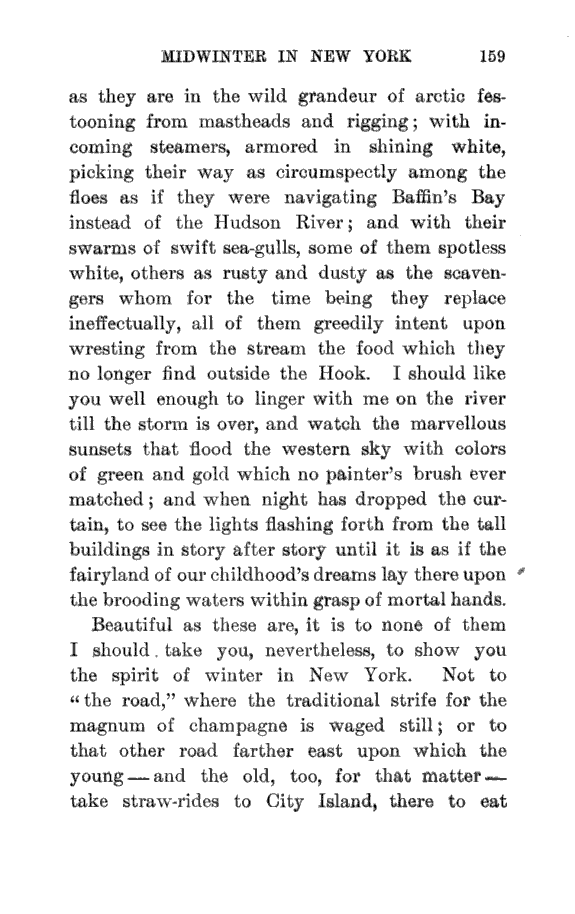 MIDWINTER IN NEW YORK 159
as they are in the wild grandeur of arctic fes-
tooning from mastheads and rigging; with in-
coming steamers, armored in shining white,
picking their way as circumspectly among the
floes as if they were navigating Baffin's Bay
instead of the Hudson River; and with their
swarms of swift sea-gulls, some of them spotless
white, others as rusty and dusty as the scaven-
gers whom for the time being they replace
ineffectually, all of them greedily intent upon
wresting from the stream the food which they
no longer find outside the Hook. I should like
you well enough to linger with me on the river
till the storm is over, and watch the marvellous
sunsets that flood the western sky with colors
of green and gold which no painter's brush ever
matched; and when night has dropped the cur-
tain, to see the lights flashing forth from the tall
buildings in story after story until it is as if the
fairyland of our childhood's dreams lay there upon
the brooding waters within grasp of mortal hands.
Beautiful as these are, it is to none of them
I should take you, nevertheless, to show you
the spirit of winter in New York. Not to
"the road," where the traditional strife for the
magnum of champagne is waged still; or to
that other road farther east upon which the
young—and the old, too, for that matter—
take straw-rides to City Island, there to eat